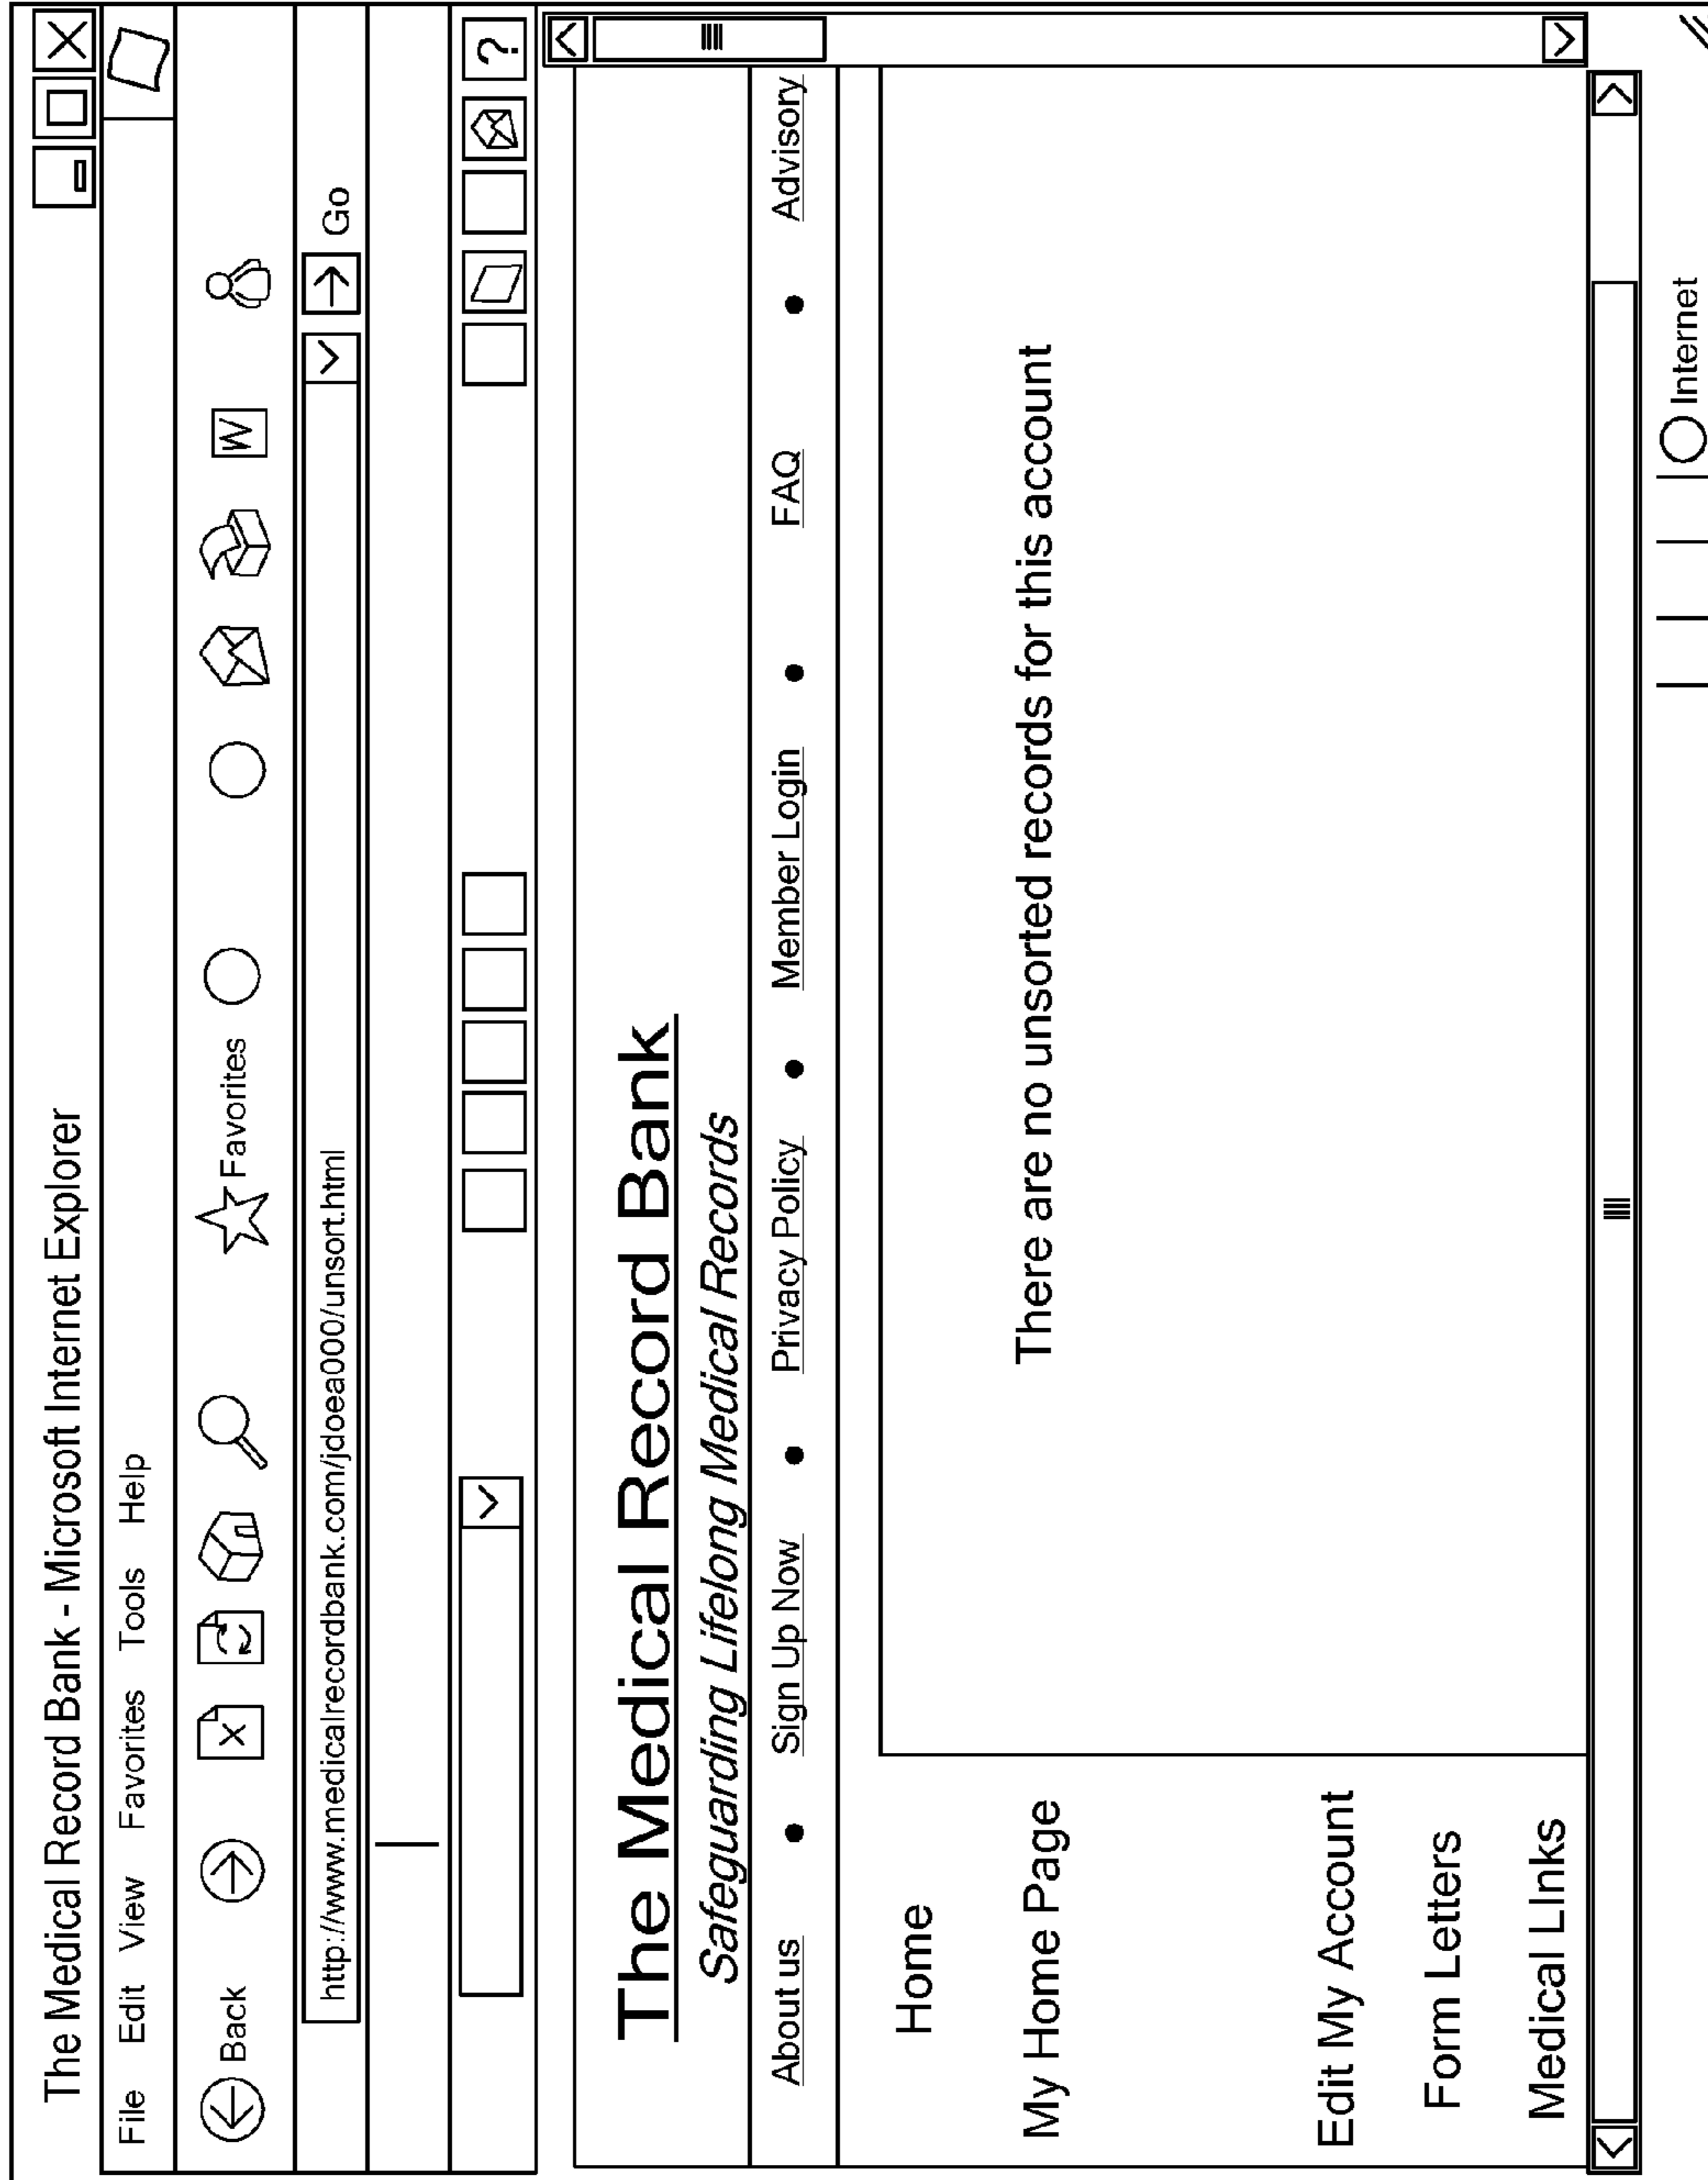 The Medical Record Bank - Microsoft Internet Explorer
File Edit View Favorites Tools Help
Back Favorites W
http://www.medicalrecordbank.com/jdoea000/unsort.html Go
?
The Medical Record Bank
Safeguarding Lifelong Medical Records
About us • Sign Up Now • Privacy Policy • Member Login • FAQ • Advisory
Home
My Home Page
There are no unsorted records for this account
Edit My Account
Form Letters
Medical LInks
Internet